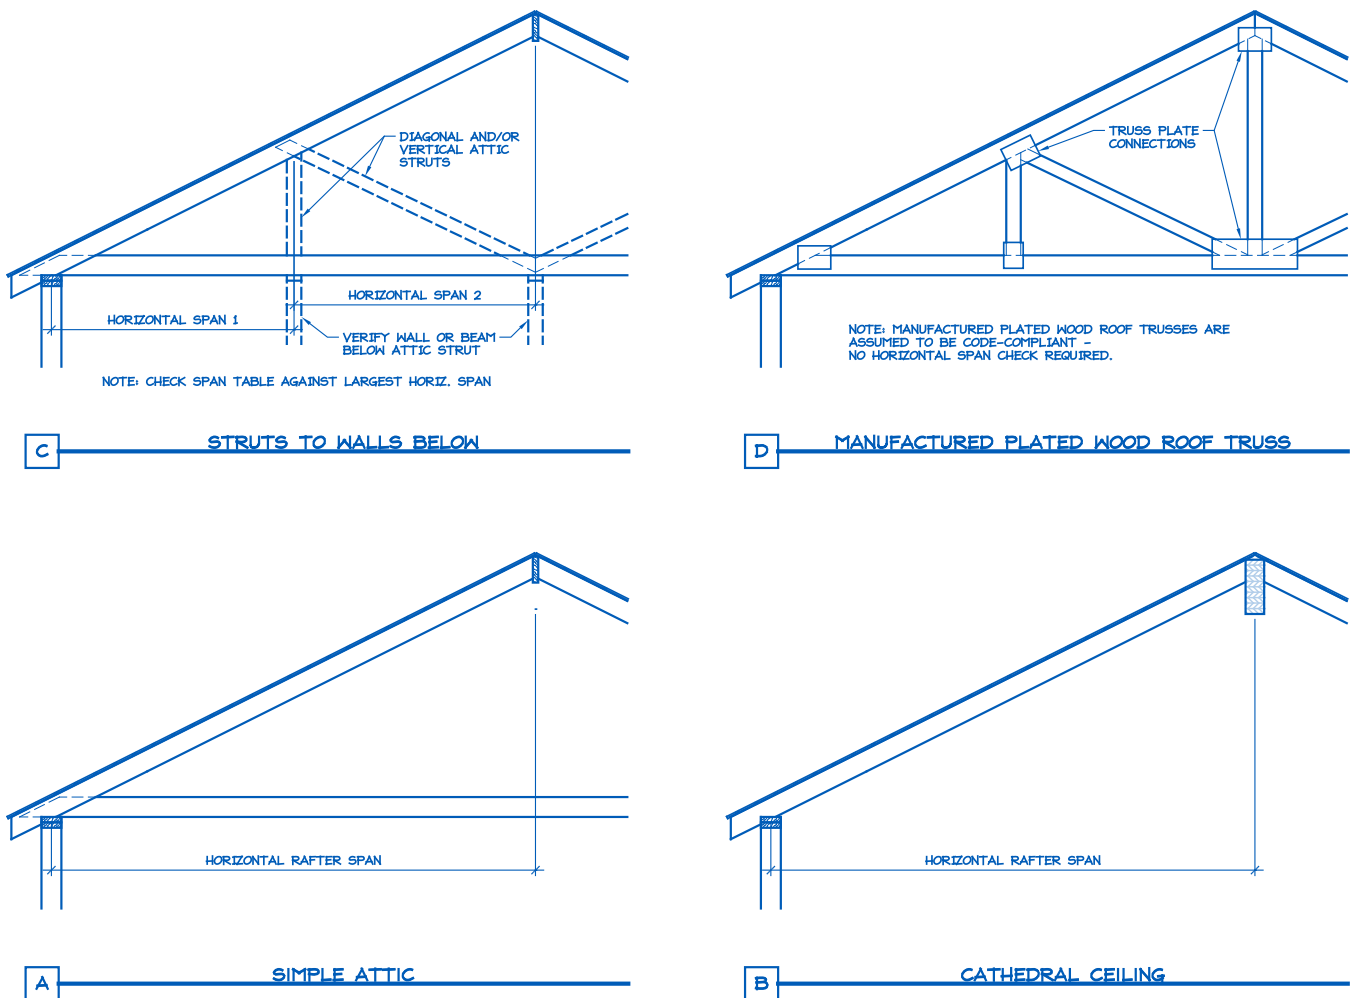 DIAGONAL AND/OR
VERTICAL ATTIC
STRUTS
HORIZONTAL SPAN 2
HORIZONTAL SPAN 1
VERIFY WALL OR BEAM
BELOW ATTIC STRUT
NOTE: CHECK SPAN TABLE AGAINST LARGEST HORIZ. SPAN
C
STRUTS TO WALLS BELOW
TRUSS PLATE
CONNECTIONS
NOTE: MANUFACTURED PLATED WOOD ROOF TRUSSES ARE
ASSUMED TO BE CODE-COMPLIANT -
NO HORIZONTAL SPAN CHECK REQUIRED.
D
MANUFACTURED PLATED WOOD ROOF TRUSS
HORIZONTAL RAFTER SPAN
A
SIMPLE ATTIC
HORIZONTAL RAFTER SPAN
B
CATHEDRAL CEILING